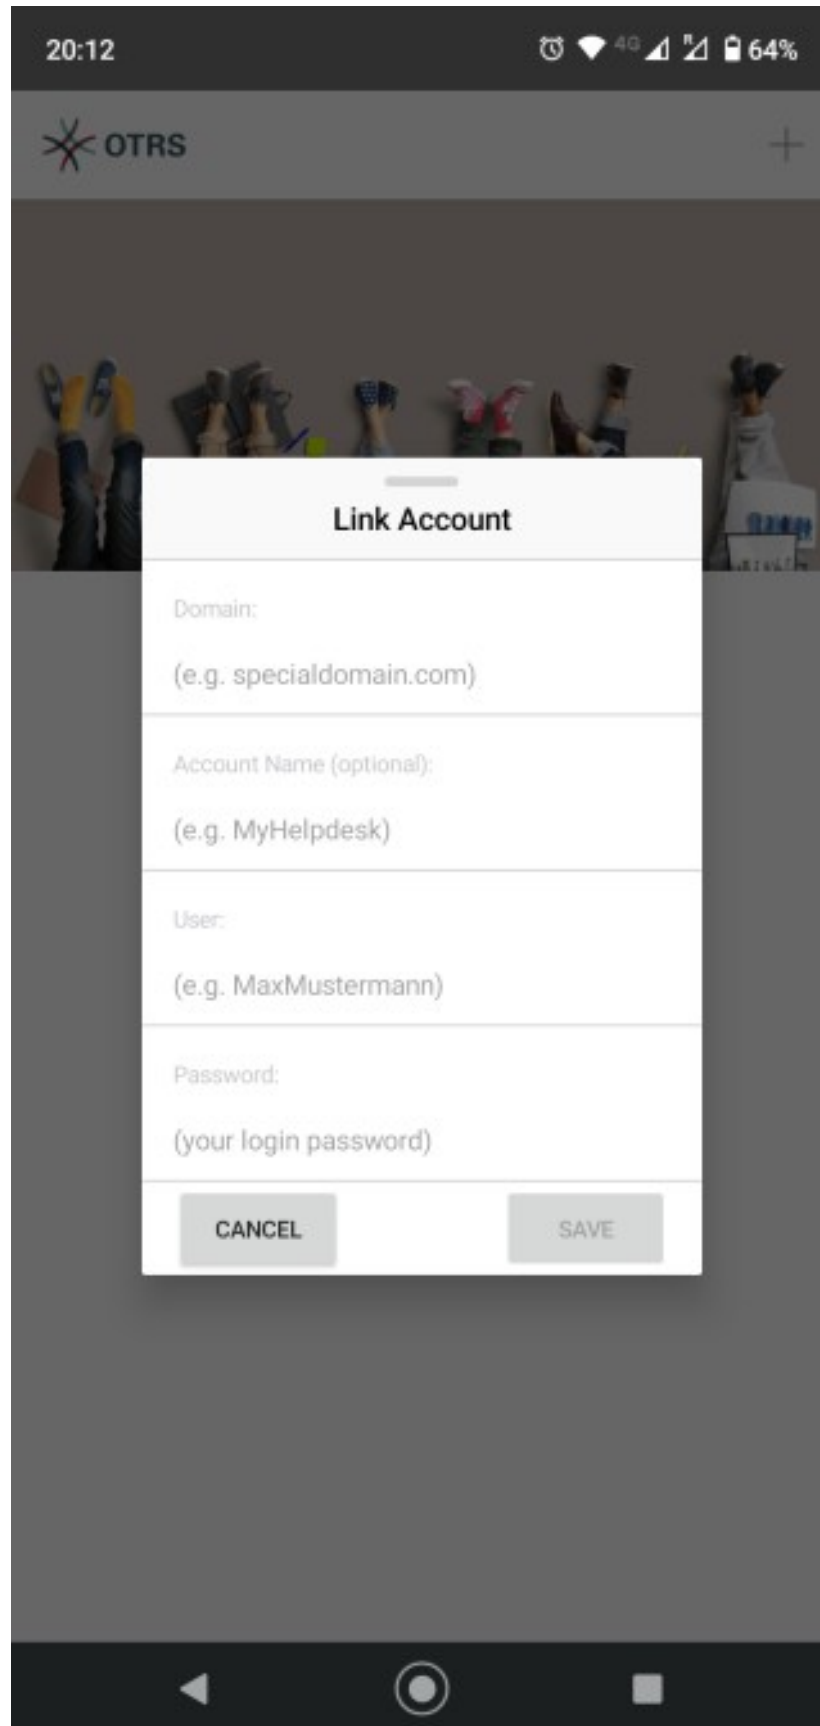 20:12
4G R 64%
OTRS
Link Account
Domain:
(e.g. specialdomain.com)
Account Name (optional):
(e.g. MyHelpdesk)
User:
(e.g. MaxMustermann)
Password:
(your login password)
CANCEL
SAVE